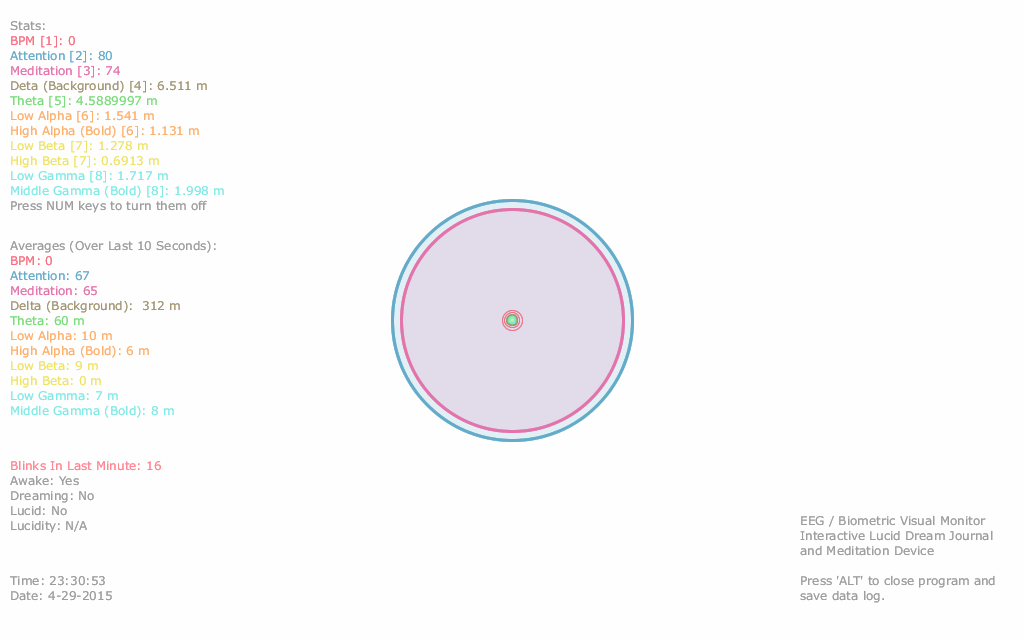 Stats:
BPM [1]: 0
Attention [2]: 80
Meditation [3]: 74
Deta (Background) [4]: 6.511 m
Theta [5]: 4.5889997 m
Low Alpha [6]: 1.541 m
High Alpha (Bold) [6]: 1.131 m
Low Beta [7]: 1.278 m
High Beta [7]: 0.6913 m
Low Gamma [8]: 1.717 m
Middle Gamma (Bold) [8]: 1.998 m
Press NUM keys to turn them off
Averages (Over Last 10 Seconds):
BPM: 0
Attention: 67
Meditation: 65
Delta (Background):  312 m
Theta: 60 m
Low Alpha: 10 m
High Alpha (Bold): 6 m
Low Beta: 9 m
High Beta: 0 m
Low Gamma: 7 m
Middle Gamma (Bold): 8 m
Blinks In Last Minute: 16
Awake: Yes
Dreaming: No
Lucid: No
Lucidity: N/A
Time: 23:30:53
Date: 4-29-2015
EEG / Biometric Visual Monitor
Interactive Lucid Dream Journal
and Meditation Device
Press 'ALT' to close program and
save data log.